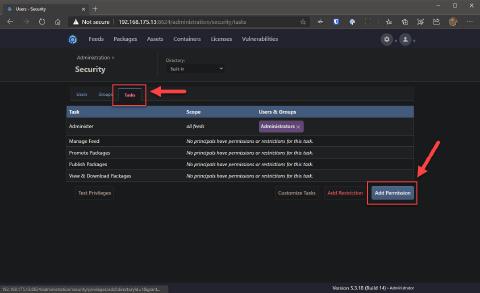 Users - Security
Not secure | 192.168.175.13:8624/administration/security/tasks
Feeds Packages Assets Containers Licenses Vulnerabilities
Administration >
Security
Directory:
Built-In
Users Groups Tasks
Task Scope Users & Groups
Administer all feeds Administrators ×
Manage Feed No principals have permissions or restrictions for this task.
Promote Packages No principals have permissions or restrictions for this task.
Publish Packages No principals have permissions or restrictions for this task.
View & Download Packages No principals have permissions or restrictions for this task.
Test Privileges Customize Tasks Add Restriction Add Permission
Version 5.3.18 (Build 14) - Administrator